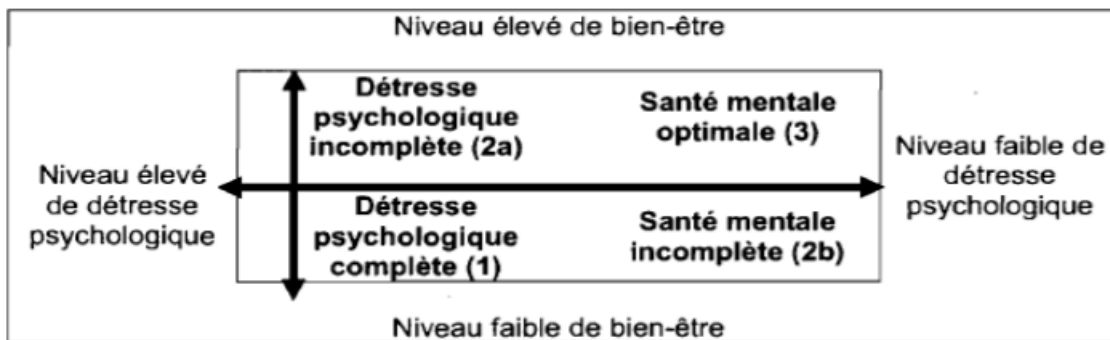 Niveau élevé de bien-être
Détresse
psychologique
incomplète (2a)
Santé mentale
optimale (3)
Niveau élevé
de détresse
psychologique
Niveau faible de
détresse
psychologique
Détresse
psychologique
complète (1)
Santé mentale
incomplète (2b)
Niveau faible de bien-être